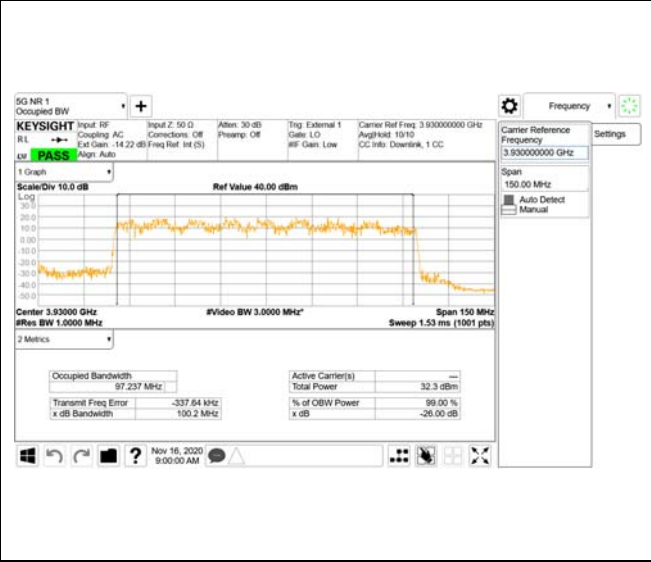 5G NR 1
Occupied BW
+
Frequency
KEYSIGHT
R L
LW
PASS
Input: RF
Coupling: AC
Ext Gain: -14.22 dB
Align: Auto
Input Z: 50 Ω
Corrections: Off
Freq Ref: Int (S)
Atten: 30 dB
Preamp: Off
Trig: External 1
Gate: LO
#IF Gain: Low
Carrier Ref Freq: 3.930000000 GHz
Avg|Hold: 10/10
CC Info: Downlink, 1 CC
Carrier Reference
Frequency
3.930000000 GHz
Settings
Span
150.00 MHz
Auto Detect
Manual
1 Graph
Scale/Div 10.0 dB
Ref Value 40.00 dBm
Log
30.0
20.0
10.0
0.00
-10.0
-20.0
-30.0
-40.0
-50.0
Center 3.93000 GHz
#Video BW 3.0000 MHz*
Span 150 MHz
#Res BW 1.0000 MHz
Sweep 1.53 ms (1001 pts)
2 Metrics
Occupied Bandwidth
97.237 MHz
Transmit Freq Error -337.64 kHz
x dB Bandwidth 100.2 MHz
Active Carrier(s) —
Total Power 32.3 dBm
% of OBW Power 99.00 %
x dB -26.00 dB
?
Nov 16, 2020
9:00:00 AM